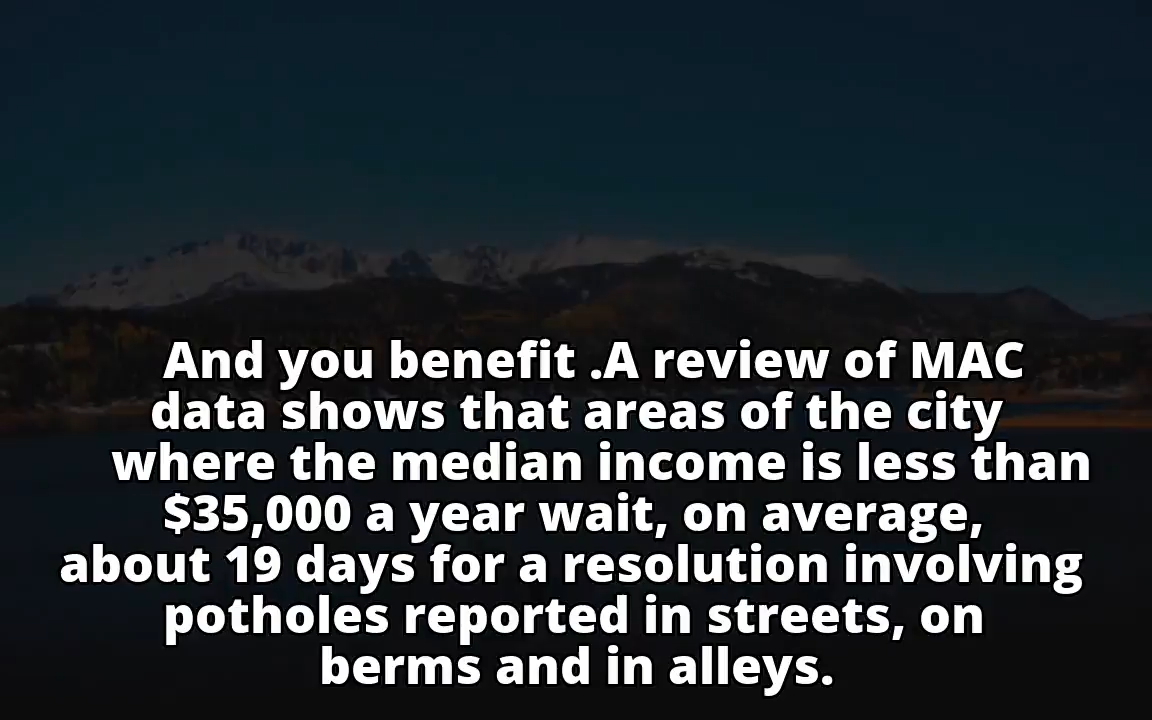 And you benefit .A review of MAC
data shows that areas of the city
where the median income is less than
$35,000 a year wait, on average,
about 19 days for a resolution involving
potholes reported in streets, on
berms and in alleys.